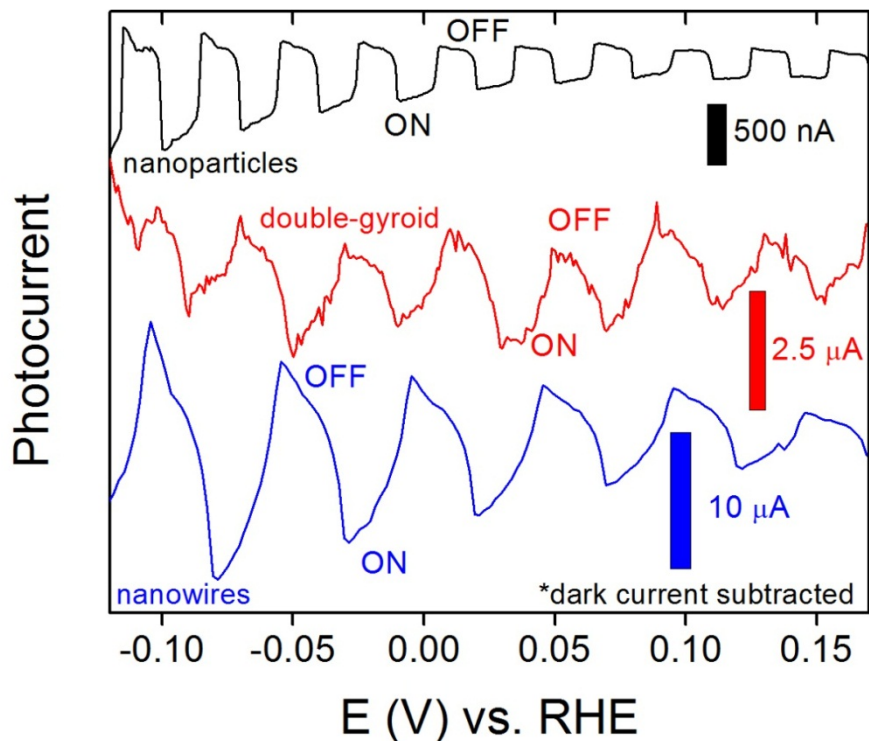 OFF
ON
500 nA
nanoparticles
double-gyroid
OFF
ON
2.5 μA
OFF
ON
10 μA
nanowires
*dark current subtracted
Photocurrent
-0.10 -0.05 0.00 0.05 0.10 0.15
E (V) vs. RHE